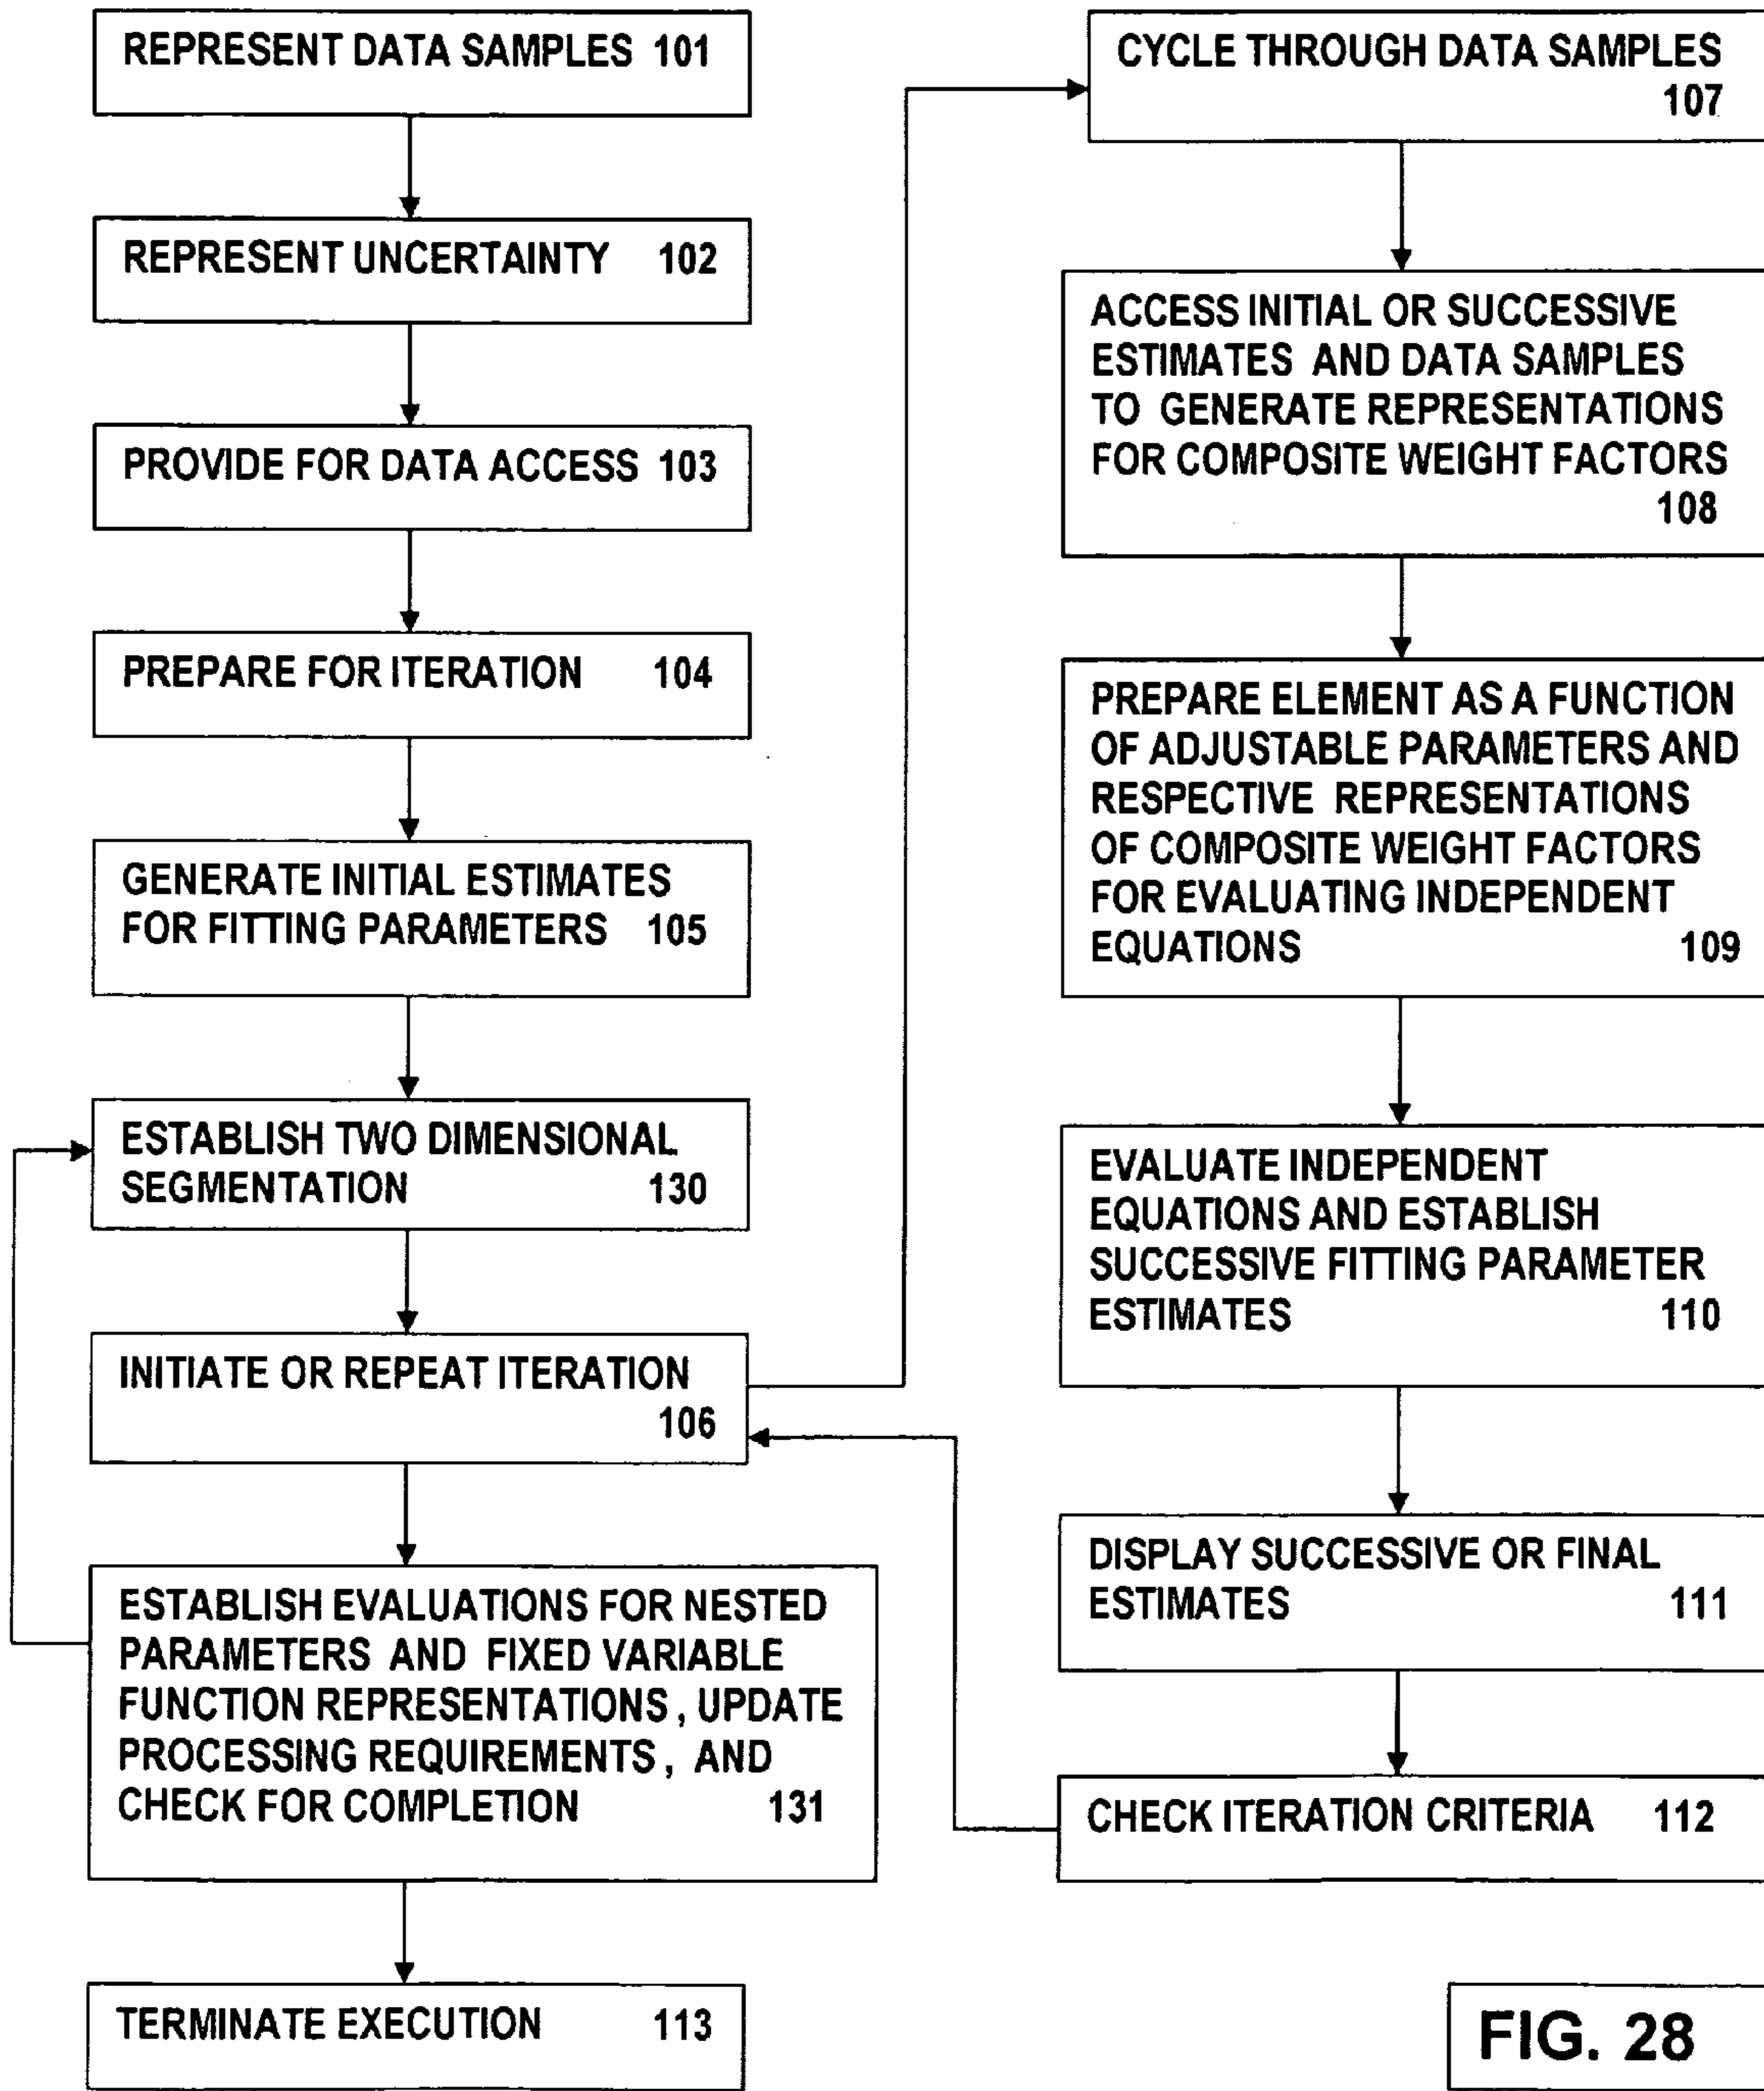 REPRESENT DATA SAMPLES 101
REPRESENT UNCERTAINTY 102
PROVIDE FOR DATA ACCESS 103
PREPARE FOR ITERATION 104
GENERATE INITIAL ESTIMATES
FOR FITTING PARAMETERS 105
ESTABLISH TWO DIMENSIONAL
SEGMENTATION 130
INITIATE OR REPEAT ITERATION
106
ESTABLISH EVALUATIONS FOR NESTED
PARAMETERS AND FIXED VARIABLE
FUNCTION REPRESENTATIONS , UPDATE
PROCESSING REQUIREMENTS , AND
CHECK FOR COMPLETION 131
TERMINATE EXECUTION 113
CYCLE THROUGH DATA SAMPLES
107
ACCESS INITIAL OR SUCCESSIVE
ESTIMATES AND DATA SAMPLES
TO GENERATE REPRESENTATIONS
FOR COMPOSITE WEIGHT FACTORS
108
PREPARE ELEMENT AS A FUNCTION
OF ADJUSTABLE PARAMETERS AND
RESPECTIVE REPRESENTATIONS
OF COMPOSITE WEIGHT FACTORS
FOR EVALUATING INDEPENDENT
EQUATIONS 109
EVALUATE INDEPENDENT
EQUATIONS AND ESTABLISH
SUCCESSIVE FITTING PARAMETER
ESTIMATES 110
DISPLAY SUCCESSIVE OR FINAL
ESTIMATES 111
CHECK ITERATION CRITERIA 112
FIG. 28